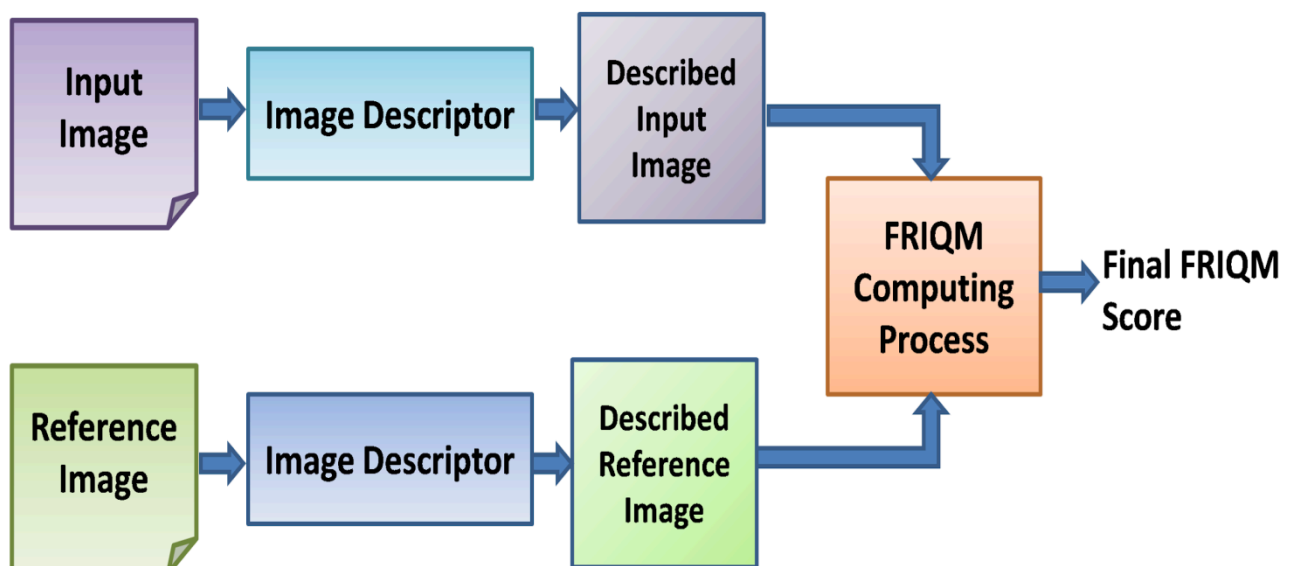 Input
Image
Image Descriptor
Described
Input
Image
FRIQM
Computing
Process
Final FRIQM
Score
Reference
Image
Image Descriptor
Described
Reference
Image